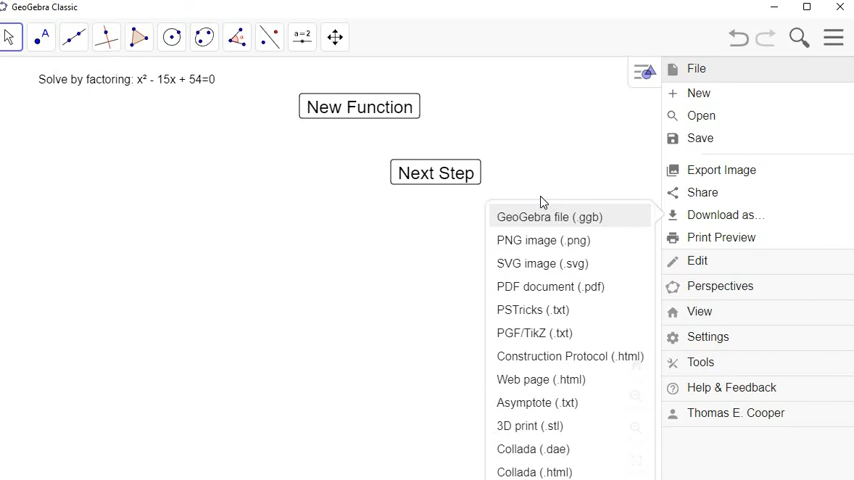 GeoGebra Classic
a=2
Solve by factoring: x² - 15x + 54=0
New Function
Next Step
File
New
Open
Save
Export Image
Share
Download as...
Print Preview
Edit
Perspectives
View
Settings
Tools
Help & Feedback
Thomas E. Cooper
GeoGebra file (.ggb)
PNG image (.png)
SVG image (.svg)
PDF document (.pdf)
PSTricks (.txt)
PGF/TikZ (.txt)
Construction Protocol (.html)
Web page (.html)
Asymptote (.txt)
3D print (.stl)
Collada (.dae)
Collada (.html)